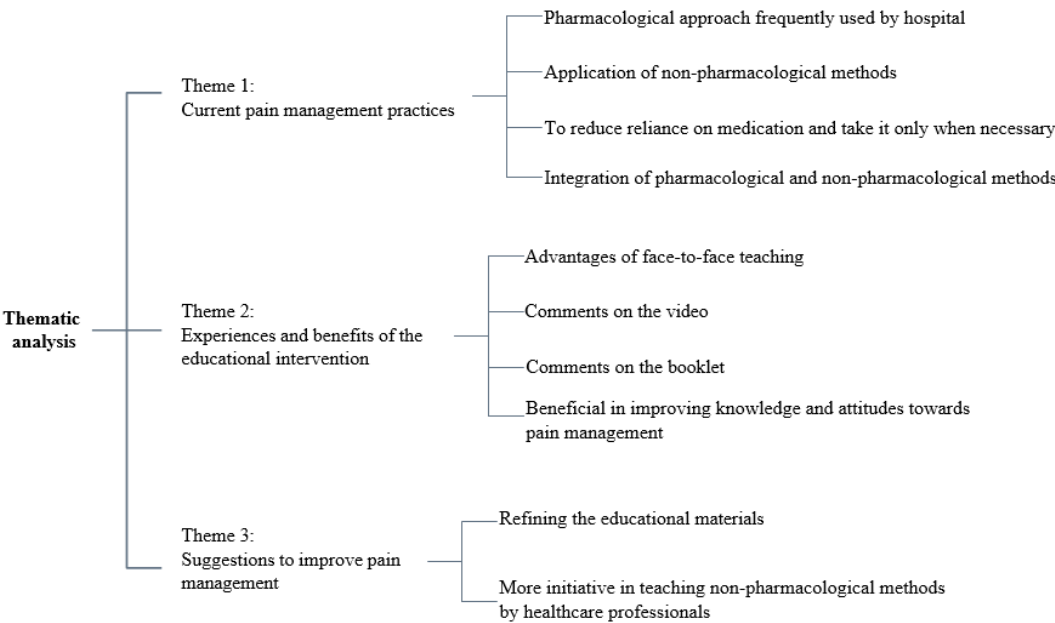 Thematic
analysis
Theme 1:
Current pain management practices
Pharmacological approach frequently used by hospital
Application of non-pharmacological methods
To reduce reliance on medication and take it only when necessary
Integration of pharmacological and non-pharmacological methods
Theme 2:
Experiences and benefits of the
educational intervention
Advantages of face-to-face teaching
Comments on the video
Comments on the booklet
Beneficial in improving knowledge and attitudes towards
pain management
Theme 3:
Suggestions to improve pain
management
Refining the educational materials
More initiative in teaching non-pharmacological methods
by healthcare professionals